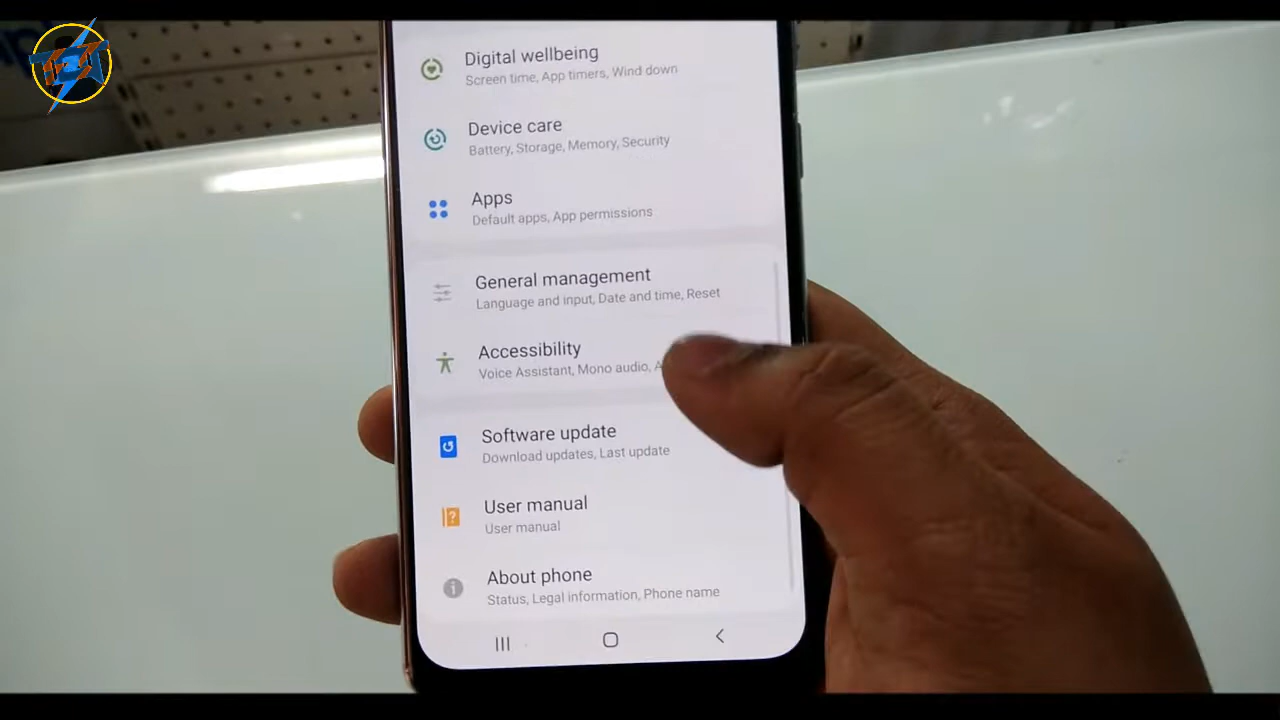 Digital wellbeing
Screen time, App timers, Wind down
Device care
Battery, Storage, Memory, Security
Apps
Default apps, App permissions
General management
Language and input, Date and time, Reset
Accessibility
Voice Assistant, Mono audio, A
Software update
Download updates, Last update
User manual
User manual
About phone
Status, Legal information, Phone name